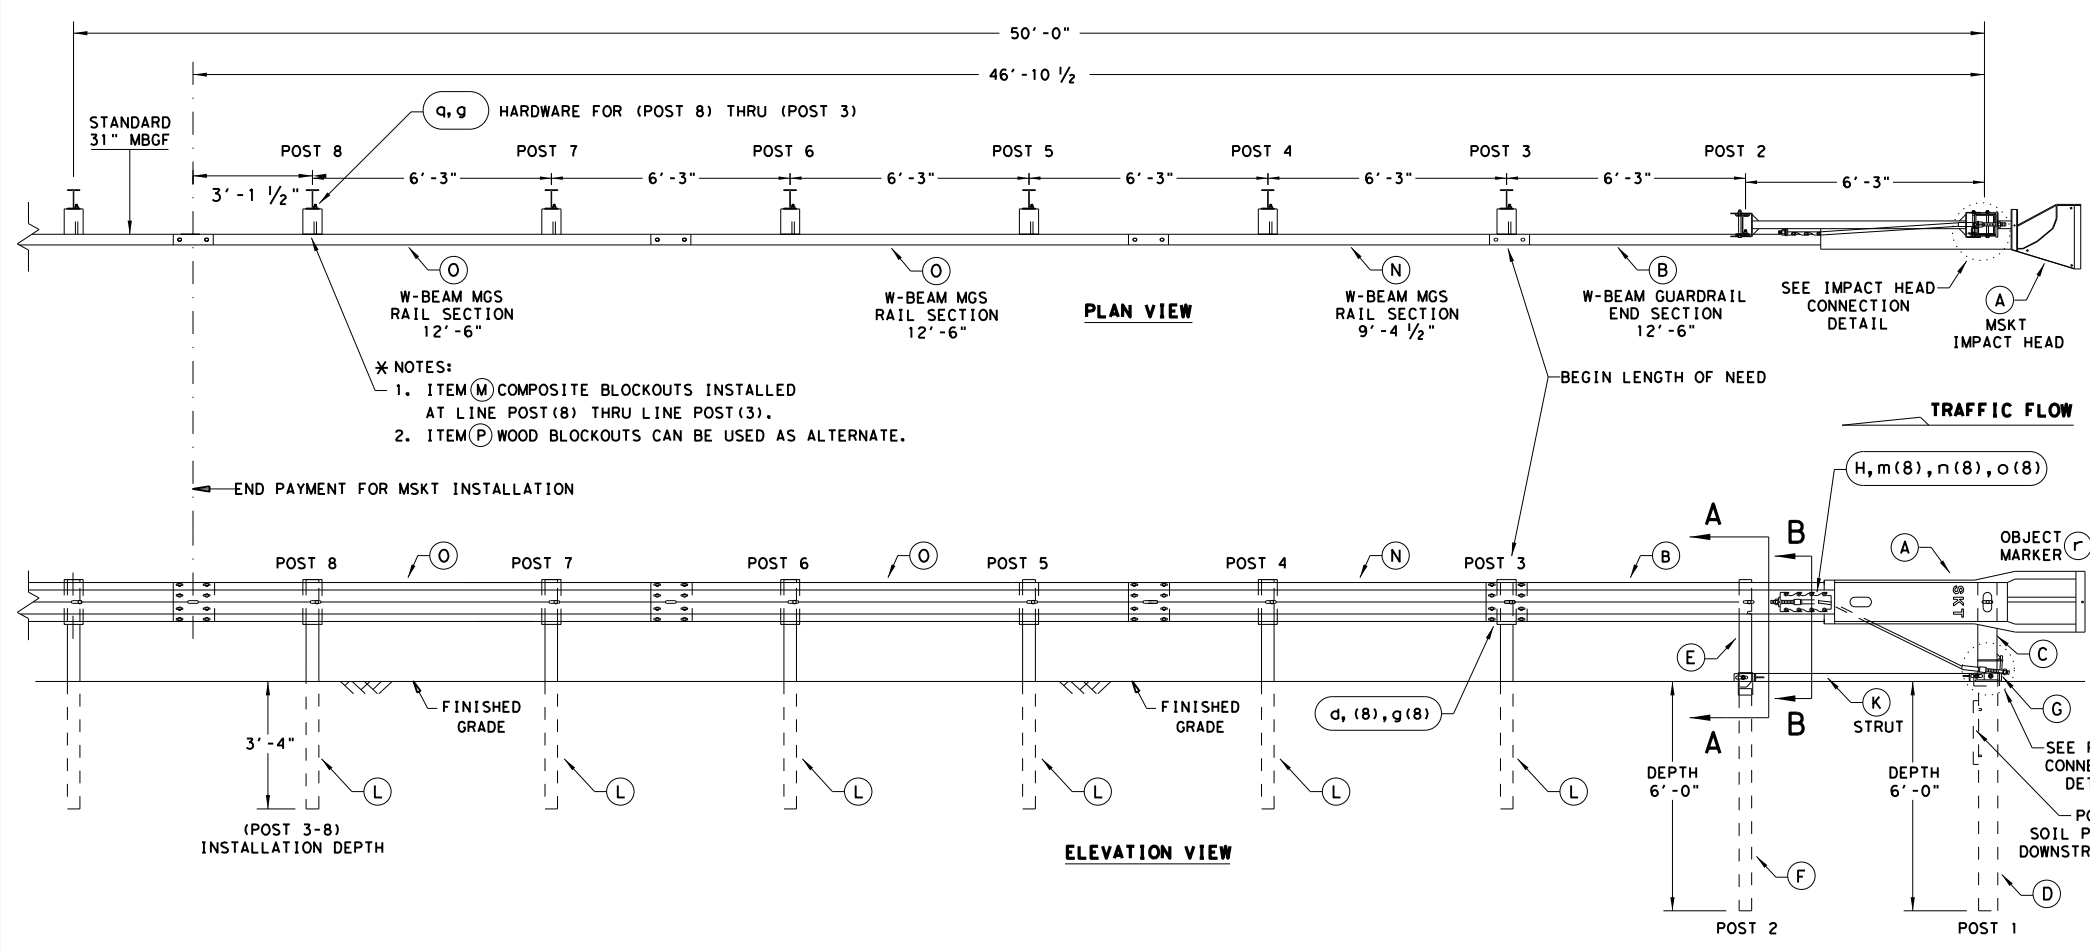 50'-0"
46'-10 ½
STANDARD
31" MBGF
a,g
HARDWARE FOR (POST 8) THRU (POST 3)
POST 8
POST 7
POST 6
POST 5
POST 4
POST 3
POST 2
3'-1 ½"
6'-3"
6'-3"
6'-3"
6'-3"
6'-3"
6'-3"
6'-3"
O
W-BEAM MGS
RAIL SECTION
12'-6"
O
W-BEAM MGS
RAIL SECTION
12'-6"
PLAN VIEW
N
W-BEAM MGS
RAIL SECTION
9'-4 ½"
B
W-BEAM GUARDRAIL
END SECTION
12'-6"
SEE IMPACT HEAD
CONNECTION
DETAIL
A
MSKT
IMPACT HEAD
* NOTES:
1. ITEM M COMPOSITE BLOCKOUTS INSTALLED
AT LINE POST(8) THRU LINE POST(3).
2. ITEM P WOOD BLOCKOUTS CAN BE USED AS ALTERNATE.
BEGIN LENGTH OF NEED
TRAFFIC FLOW
H,m(8),n(8),o(8)
END PAYMENT FOR MSKT INSTALLATION
POST 8
O
POST 7
POST 6
O
POST 5
POST 4
N
POST 3
B
A
B
A
OBJECT
MARKER
r
SKT
E
C
FINISHED
GRADE
FINISHED
GRADE
d, (8),g(8)
A
B
K
STRUT
G
3'-4"
L
L
L
L
L
L
DEPTH
6'-0"
DEPTH
6'-0"
SEE
CONNE
DE
SOIL P
DOWNSTR
(POST 3-8)
INSTALLATION DEPTH
ELEVATION VIEW
F
D
POST 2
POST 1